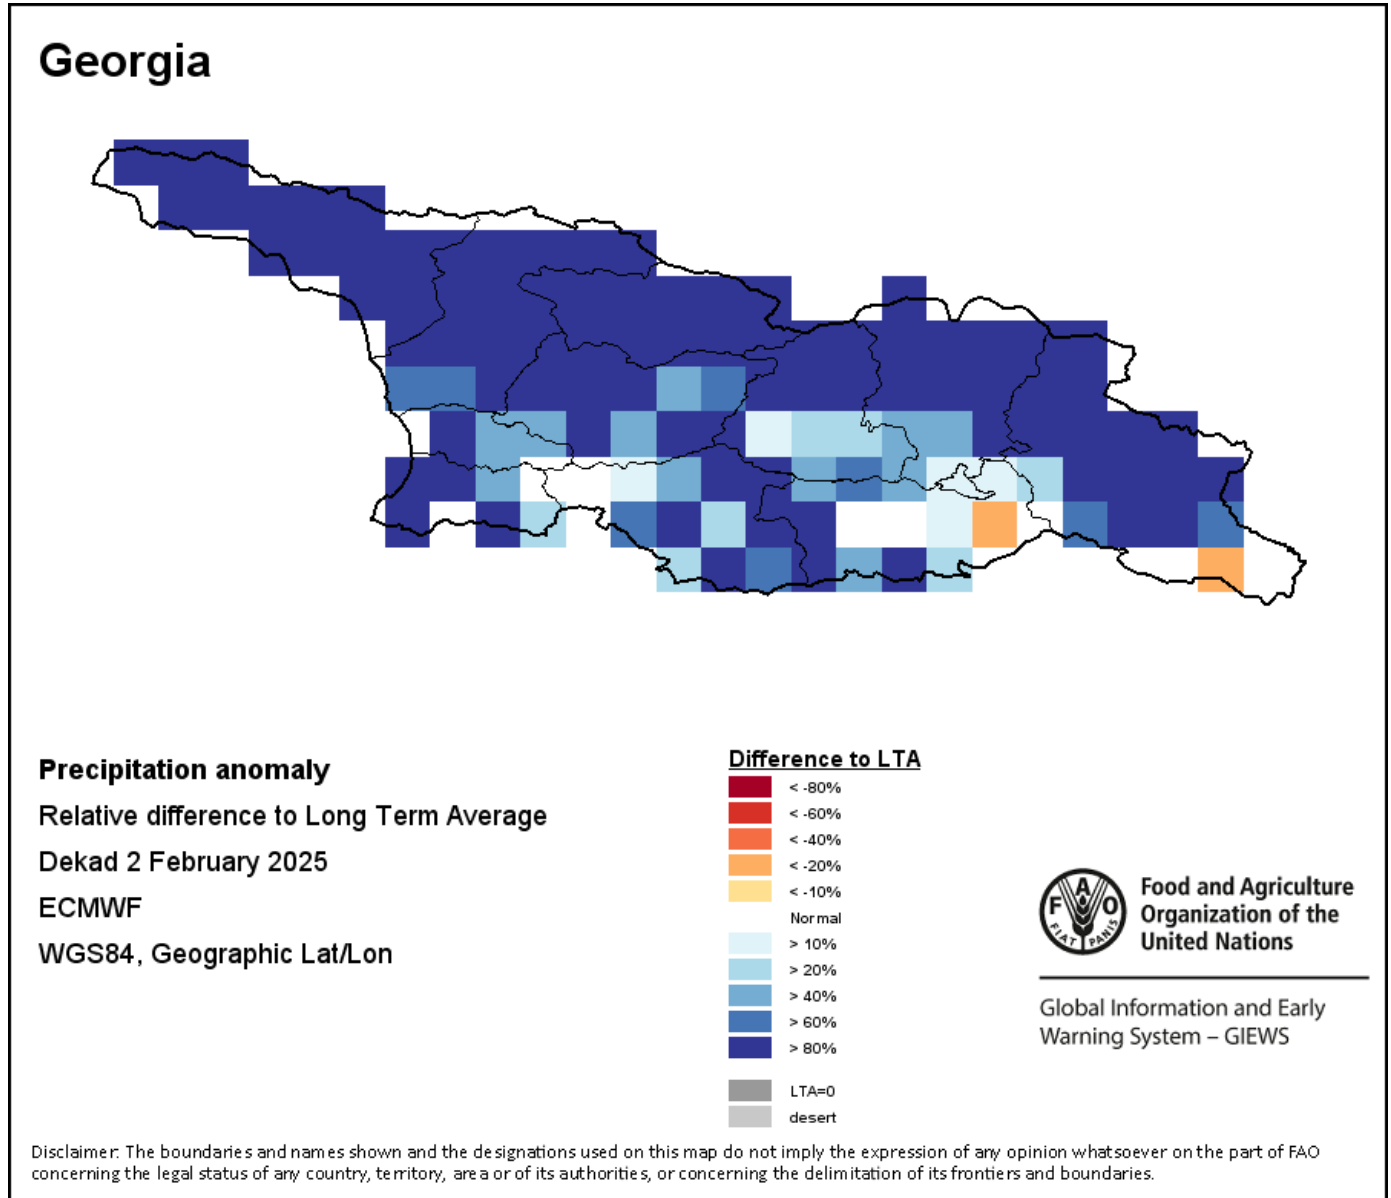 Georgia
Precipitation anomaly
Relative difference to Long Term Average
Dekad 2 February 2025
ECMWF
WGS84, Geographic Lat/Lon
Difference to LTA
< -80%
< -60%
< -40%
< -20%
< -10%
Normal
> 10%
> 20%
> 40%
> 60%
> 80%
LTA=0
desert
F A O
FIAT PANIS
Food and Agriculture
Organization of the
United Nations
Global Information and Early
Warning System – GIEWS
Disclaimer: The boundaries and names shown and the designations used on this map do not imply the expression of any opinion whatsoever on the part of FAO
concerning the legal status of any country, territory, area or of its authorities, or concerning the delimitation of its frontiers and boundaries.